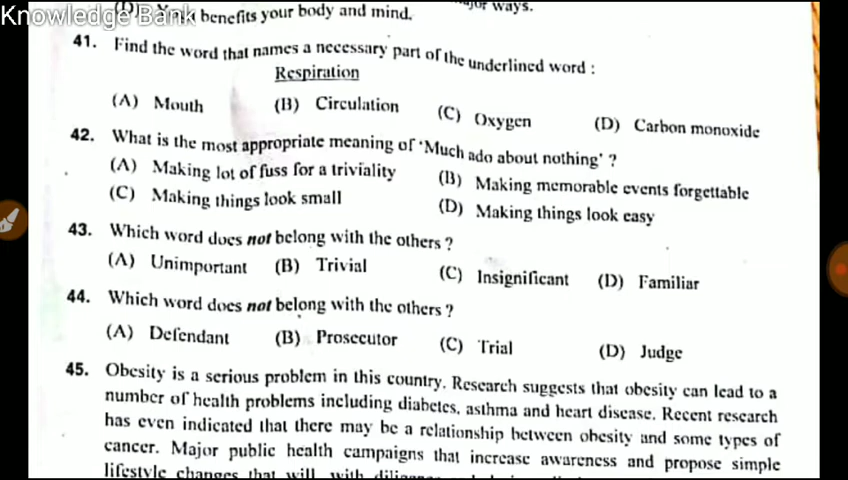 Knowledge Bank benefits your body and mind. ways.
41. Find the word that names a necessary part of the underlined word :
Respiration
(A) Mouth (B) Circulation (C) Oxygen (D) Carbon monoxide
42. What is the most appropriate meaning of 'Much ado about nothing' ?
(A) Making lot of fuss for a triviality (B) Making memorable events forgettable
(C) Making things look small (D) Making things look easy
43. Which word does not belong with the others ?
(A) Unimportant (B) Trivial (C) Insignificant (D) Familiar
44. Which word does not belong with the others ?
(A) Defendant (B) Prosecutor (C) Trial (D) Judge
45. Obesity is a serious problem in this country. Research suggests that obesity can lead to a
number of health problems including diabetes, asthma and heart disease. Recent research
has even indicated that there may be a relationship between obesity and some types of
cancer. Major public health campaigns that increase awareness and propose simple
lifestyle changes that will, with